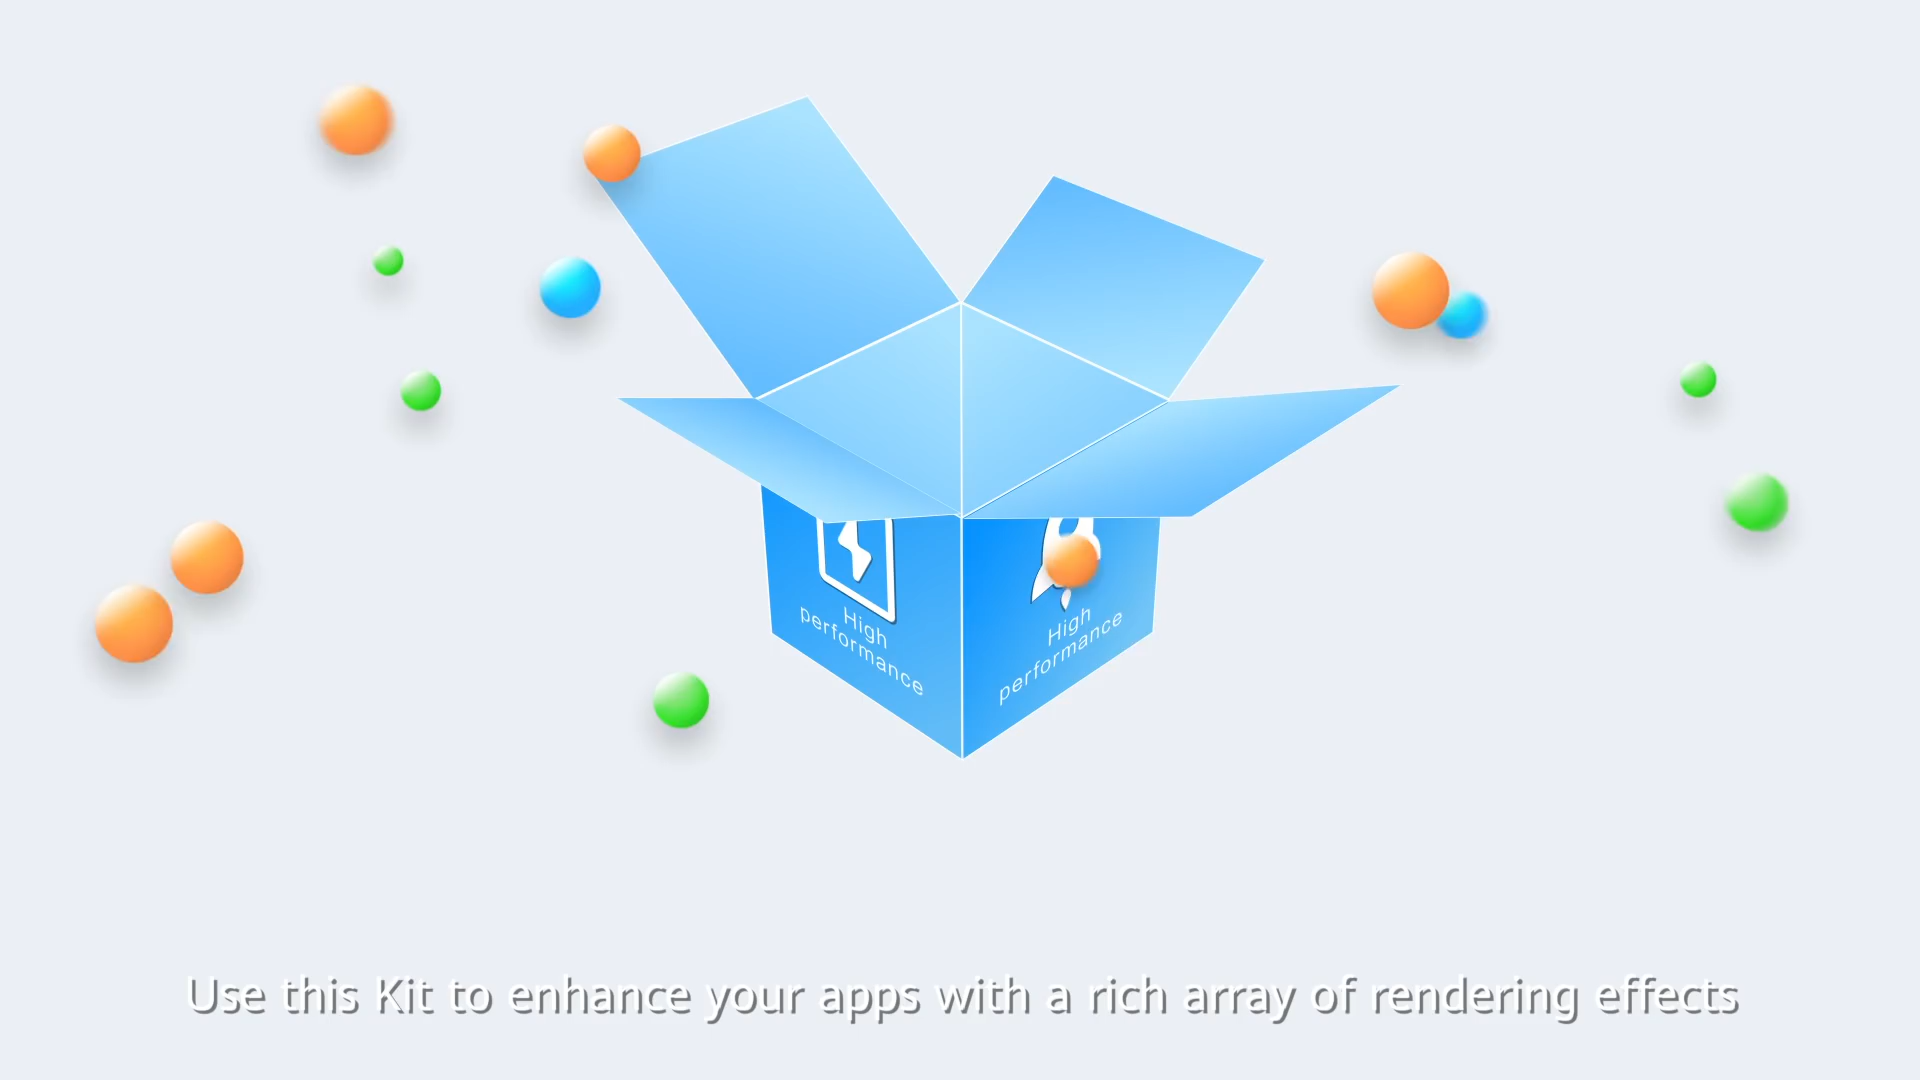 High
performance
High
performance
Use this Kit to enhance your apps with a rich array of rendering effects